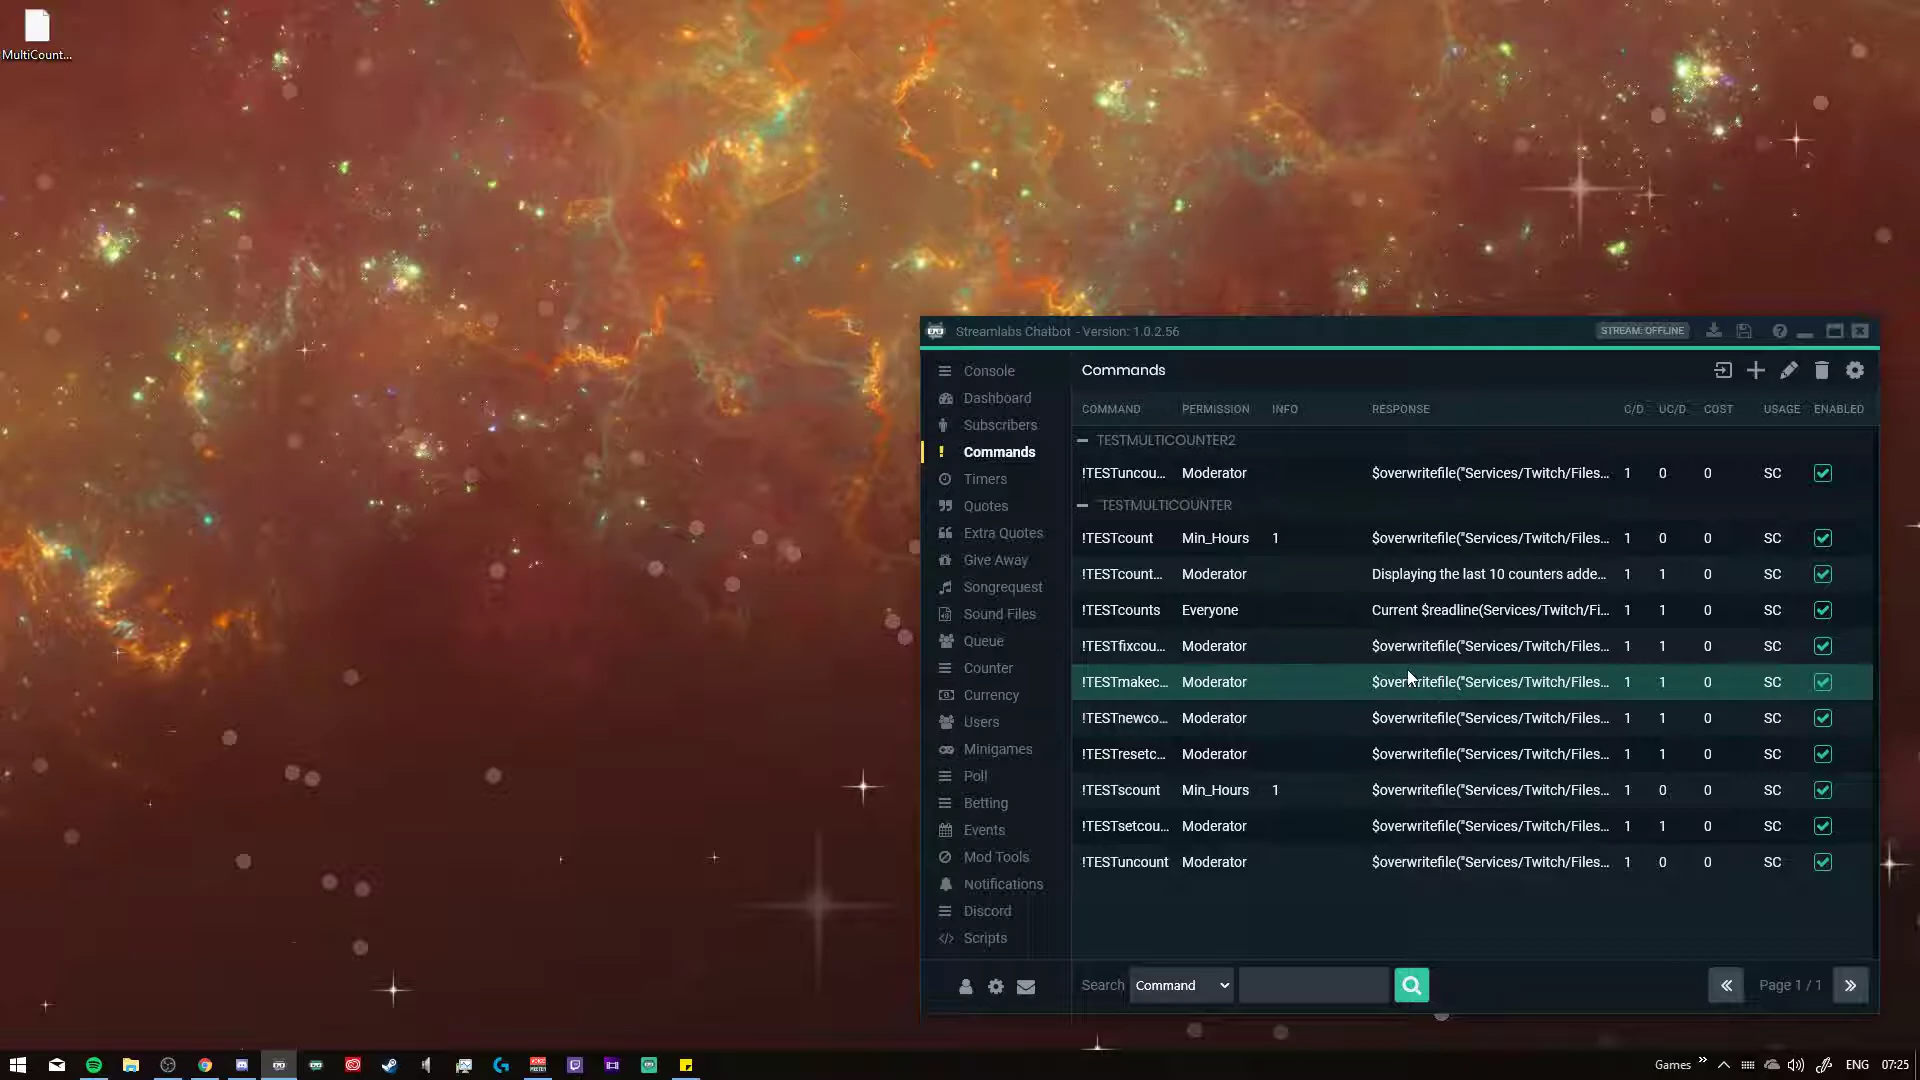 MultiCount...
Streamlabs Chatbot - Version: 1.0.2.56
STREAM: OFFLINE
Console
Dashboard
Subscribers
Commands
Timers
Quotes
Extra Quotes
Give Away
Songrequest
Sound Files
Queue
Counter
Currency
Users
Minigames
Poll
Betting
Events
Mod Tools
Notifications
Discord
Scripts
Commands
COMMAND PERMISSION INFO RESPONSE C/D UC/D COST USAGE ENABLED
TESTMULTICOUNTER2
!TESTuncou... Moderator $overwritefile("Services/Twitch/Files... 1 0 0 SC
TESTMULTICOUNTER
!TESTcount Min_Hours 1 $overwritefile("Services/Twitch/Files... 1 0 0 SC
!TESTcount... Moderator Displaying the last 10 counters adde... 1 1 0 SC
!TESTcounts Everyone Current $readline(Services/Twitch/Fi... 1 1 0 SC
!TESTfixcou... Moderator $overwritefile("Services/Twitch/Files... 1 1 0 SC
!TESTmakec... Moderator $overwritefile("Services/Twitch/Files... 1 1 0 SC
!TESTnewco... Moderator $overwritefile("Services/Twitch/Files... 1 1 0 SC
!TESTresetc... Moderator $overwritefile("Services/Twitch/Files... 1 1 0 SC
!TESTscount Min_Hours 1 $overwritefile("Services/Twitch/Files... 1 0 0 SC
!TESTsetcou... Moderator $overwritefile("Services/Twitch/Files... 1 1 0 SC
!TESTuncount Moderator $overwritefile("Services/Twitch/Files... 1 0 0 SC
Search Command Page 1 / 1
Games ENG 07:25